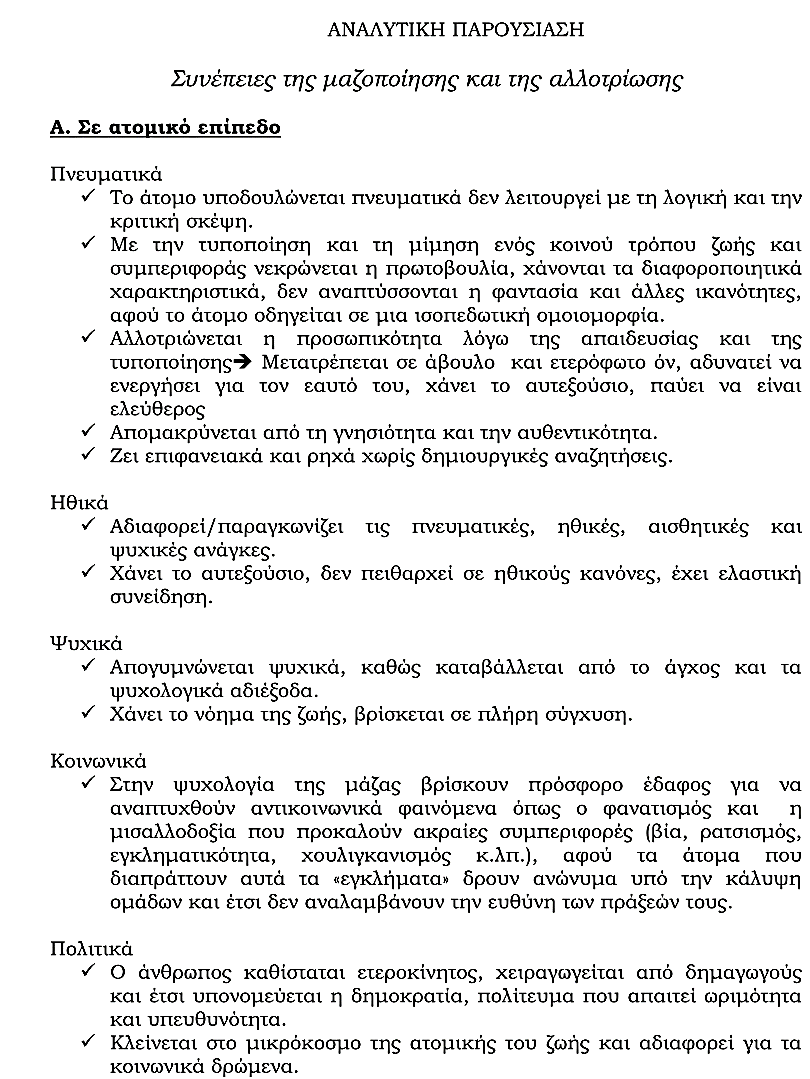 ΑΝΑΛΥΤΙΚΗ ΠΑΡΟΥΣΙΑΣΗ
Συνέπειες της μαζοποίησης και της αλλοτρίωσης
Α. Σε ατομικό επίπεδο
Πνευματικά
✓ Το άτομο υποδουλώνεται πνευματικά δεν λειτουργεί με τη λογική και την
κριτική σκέψη.
✓ Με την τυποποίηση και τη μίμηση ενός κοινού τρόπου ζωής και
συμπεριφοράς νεκρώνεται η πρωτοβουλία, χάνονται τα διαφοροποιητικά
χαρακτηριστικά, δεν αναπτύσσονται η φαντασία και άλλες ικανότητες,
αφού το άτομο οδηγείται σε μια ισοπεδωτική ομοιομορφία.
✓ Αλλοτριώνεται η προσωπικότητα λόγω της απαιδευσίας και της
τυποποίησης➔ Μετατρέπεται σε άβουλο και ετερόφωτο όν, αδυνατεί να
ενεργήσει για τον εαυτό του, χάνει το αυτεξούσιο, παύει να είναι
ελεύθερος
✓ Απομακρύνεται από τη γνησιότητα και την αυθεντικότητα.
✓ Ζει επιφανειακά και ρηχά χωρίς δημιουργικές αναζητήσεις.
Ηθικά
✓ Αδιαφορεί/παραγκωνίζει τις πνευματικές, ηθικές, αισθητικές και
ψυχικές ανάγκες.
✓ Χάνει το αυτεξούσιο, δεν πειθαρχεί σε ηθικούς κανόνες, έχει ελαστική
συνείδηση.
Ψυχικά
✓ Απογυμνώνεται ψυχικά, καθώς καταβάλλεται από το άγχος και τα
ψυχολογικά αδιέξοδα.
✓ Χάνει το νόημα της ζωής, βρίσκεται σε πλήρη σύγχυση.
Κοινωνικά
✓ Στην ψυχολογία της μάζας βρίσκουν πρόσφορο έδαφος για να
αναπτυχθούν αντικοινωνικά φαινόμενα όπως ο φανατισμός και η
μισαλλοδοξία που προκαλούν ακραίες συμπεριφορές (βία, ρατσισμός,
εγκληματικότητα, χουλιγκανισμός κ.λπ.), αφού τα άτομα που
διαπράττουν αυτά τα «εγκλήματα» δρουν ανώνυμα υπό την κάλυψη
ομάδων και έτσι δεν αναλαμβάνουν την ευθύνη των πράξεών τους.
Πολιτικά
✓ Ο άνθρωπος καθίσταται ετεροκίνητος, χειραγωγείται από δημαγωγούς
και έτσι υπονομεύεται η δημοκρατία, πολίτευμα που απαιτεί ωριμότητα
και υπευθυνότητα.
✓ Κλείνεται στο μικρόκοσμο της ατομικής του ζωής και αδιαφορεί για τα
κοινωνικά δρώμενα.